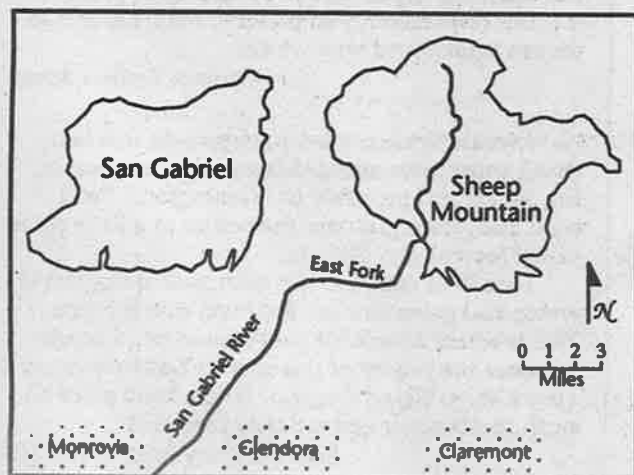 San Gabriel
Sheep
Mountain
East Fork
San Gabriel River
N
0 1 2 3
Miles
Monrovia
Glendora
Claremont